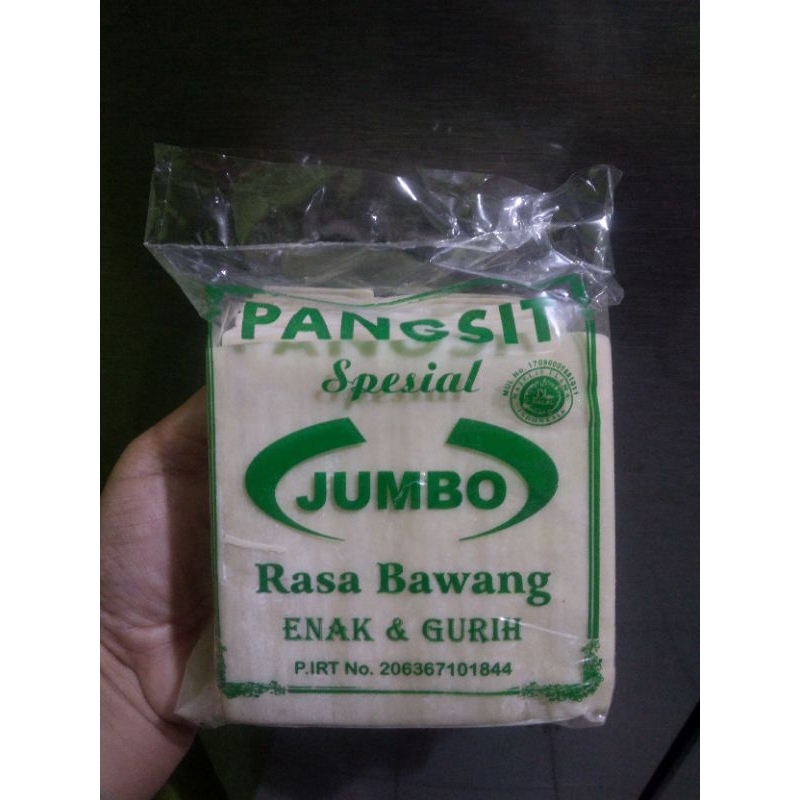 PANGSIT
Spesial
JUMBO
Rasa Bawang
ENAK & GURIH
P.IRT No. 206367101844